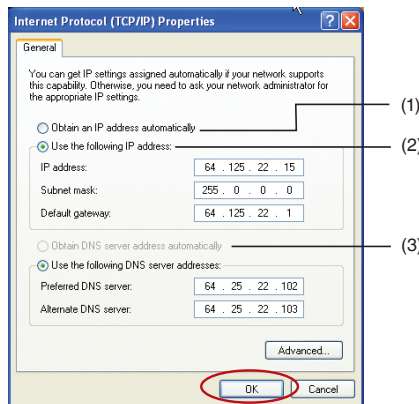 Internet Protocol (TCP/IP) Properties
General
You can get IP settings assigned automatically if your network supports
this capability. Otherwise, you need to ask your network administrator for
the appropriate IP settings.
Obtain an IP address automatically (1)
Use the following IP address: (2)
IP address: 64 . 125 . 22 . 15
Subnet mask: 255 . 0 . 0 . 0
Default gateway: 64 . 125 . 22 . 1
Obtain DNS server address automatically (3)
Use the following DNS server addresses:
Preferred DNS server: 64 . 25 . 22 . 102
Alternate DNS server: 64 . 25 . 22 . 103
Advanced...
OK Cancel